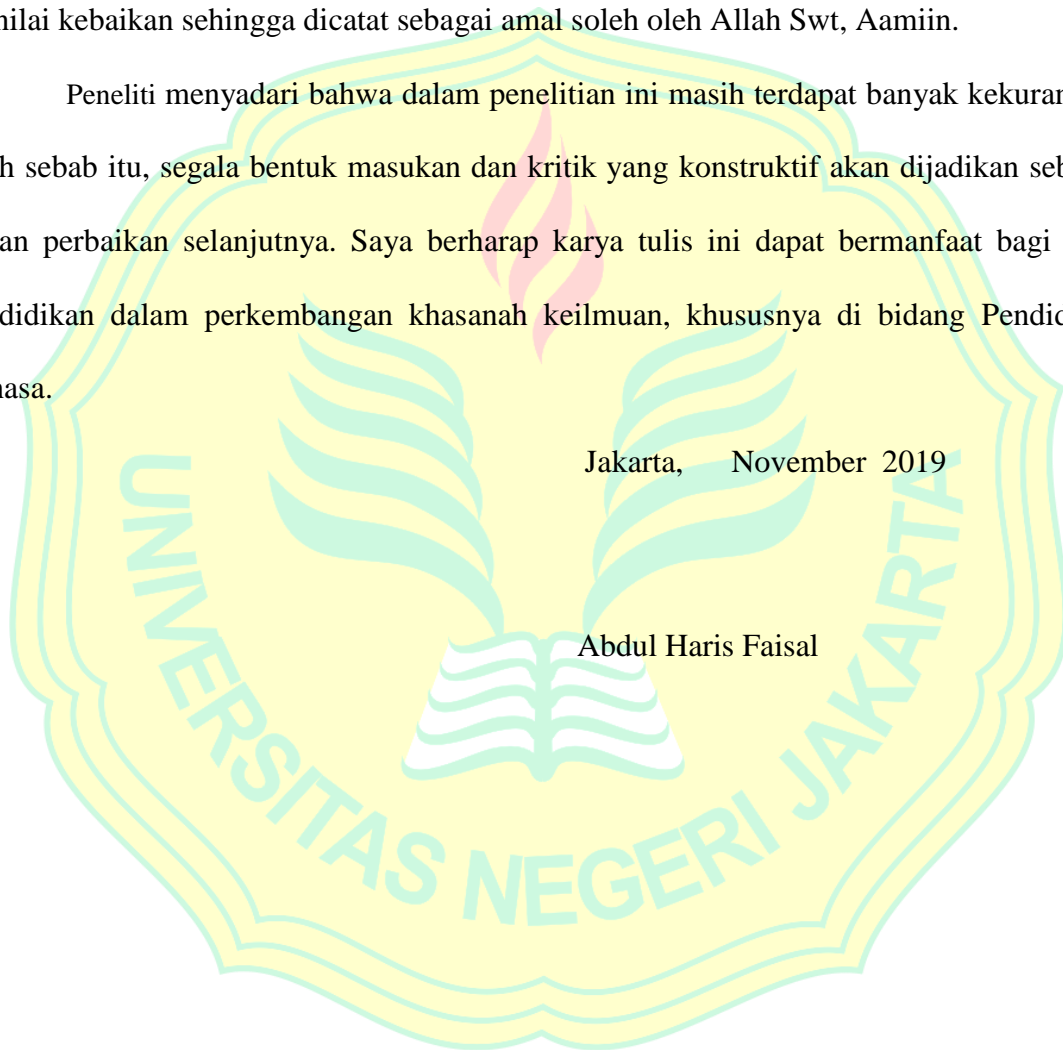 nilai kebaikan sehingga dicatat sebagai amal soleh oleh Allah Swt, Aamiin.
Peneliti menyadari bahwa dalam penelitian ini masih terdapat banyak kekuran
h sebab itu, segala bentuk masukan dan kritik yang konstruktif akan dijadikan seb
an perbaikan selanjutnya. Saya berharap karya tulis ini dapat bermanfaat bagi
didikan dalam perkembangan khasanah keilmuan, khususnya di bidang Pendid
hasa.
Jakarta, November 2019
Abdul Haris Faisal
UNIVERSITAS NEGERI JAKARTA